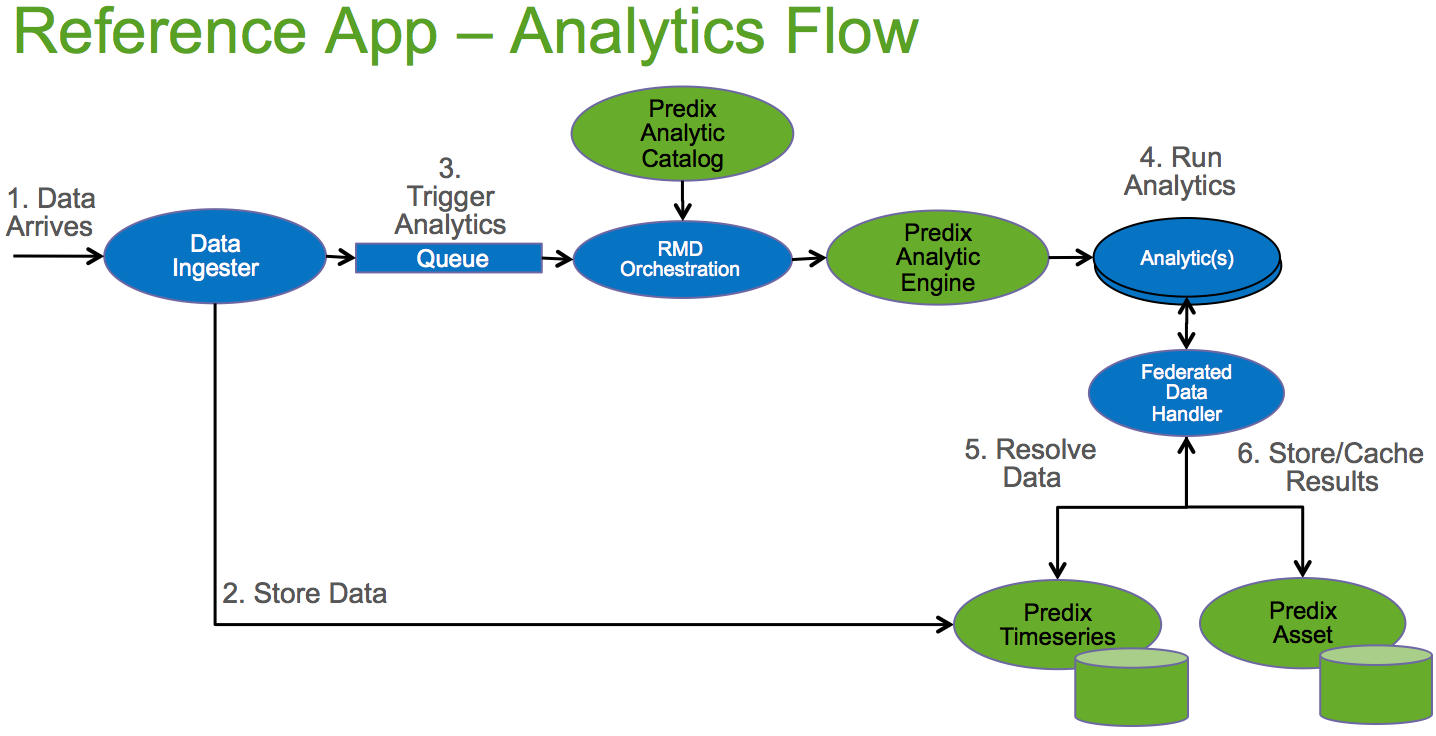 Reference App – Analytics Flow
Predix
Analytic
Catalog
1. Data
Arrives
3.
Trigger
Analytics
4. Run
Analytics
Data
Ingester
Queue
RMD
Orchestration
Predix
Analytic
Engine
Analytic(s)
Federated
Data
Handler
5. Resolve
Data
6. Store/Cache
Results
2. Store Data
Predix
Timeseries
Predix
Asset